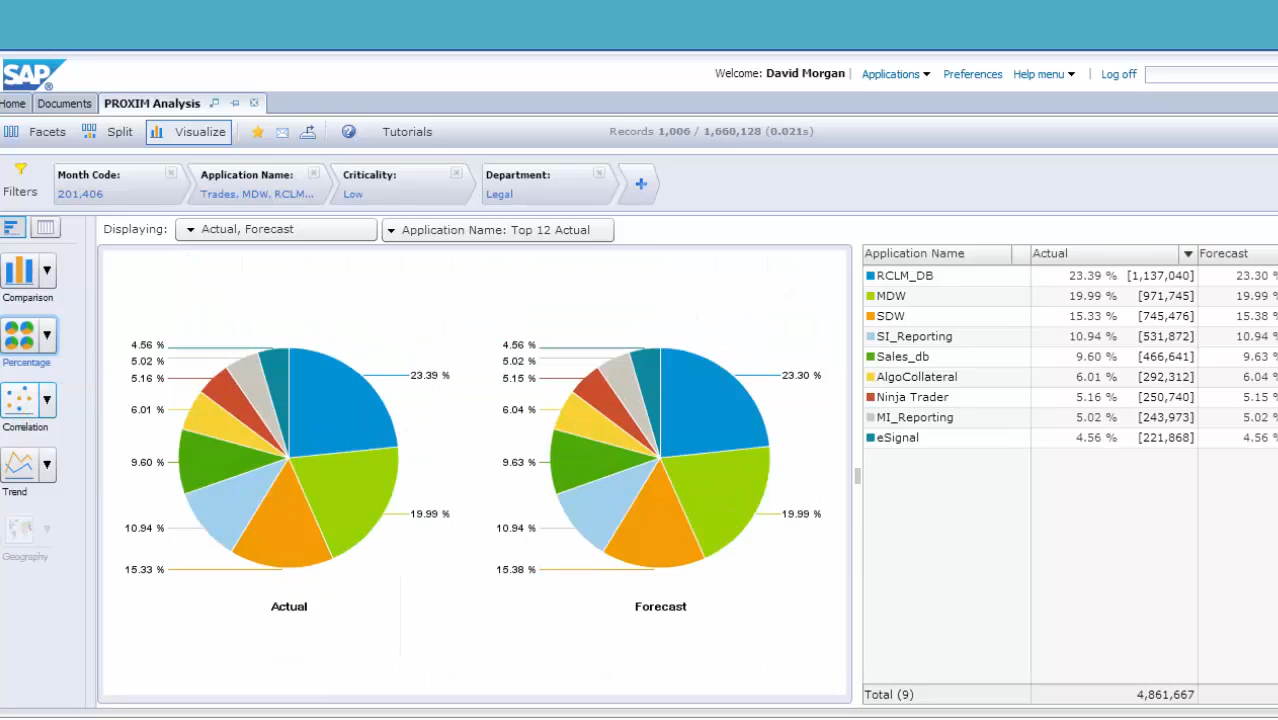 SAP
Welcome: David Morgan | Applications Preferences Help menu | Log off
Home Documents PROXIM Analysis
Facets Split Visualize Tutorials Records 1,006 / 1,660,128 (0.021s)
Filters
Month Code: Application Name: Criticality: Department:
201,406 Trades, MDW, RCLM... Low Legal
Displaying: Actual, Forecast Application Name: Top 12 Actual
Comparison
Percentage
Correlation
Trend
Geography
4.56 %
5.02 %
5.16 %
6.01 %
9.60 %
10.94 %
15.33 %
23.39 %
19.99 %
Actual
4.56 %
5.02 %
5.15 %
6.04 %
9.63 %
10.94 %
15.38 %
23.30 %
19.99 %
Forecast
Application Name Actual Forecast
RCLM_DB 23.39 % [1,137,040] 23.30 %
MDW 19.99 % [971,745] 19.99 %
SDW 15.33 % [745,476] 15.38 %
SI_Reporting 10.94 % [531,872] 10.94 %
Sales_db 9.60 % [466,641] 9.63 %
AlgoCollateral 6.01 % [292,312] 6.04 %
Ninja Trader 5.16 % [250,740] 5.15 %
MI_Reporting 5.02 % [243,973] 5.02 %
eSignal 4.56 % [221,868] 4.56 %
Total (9) 4,861,667